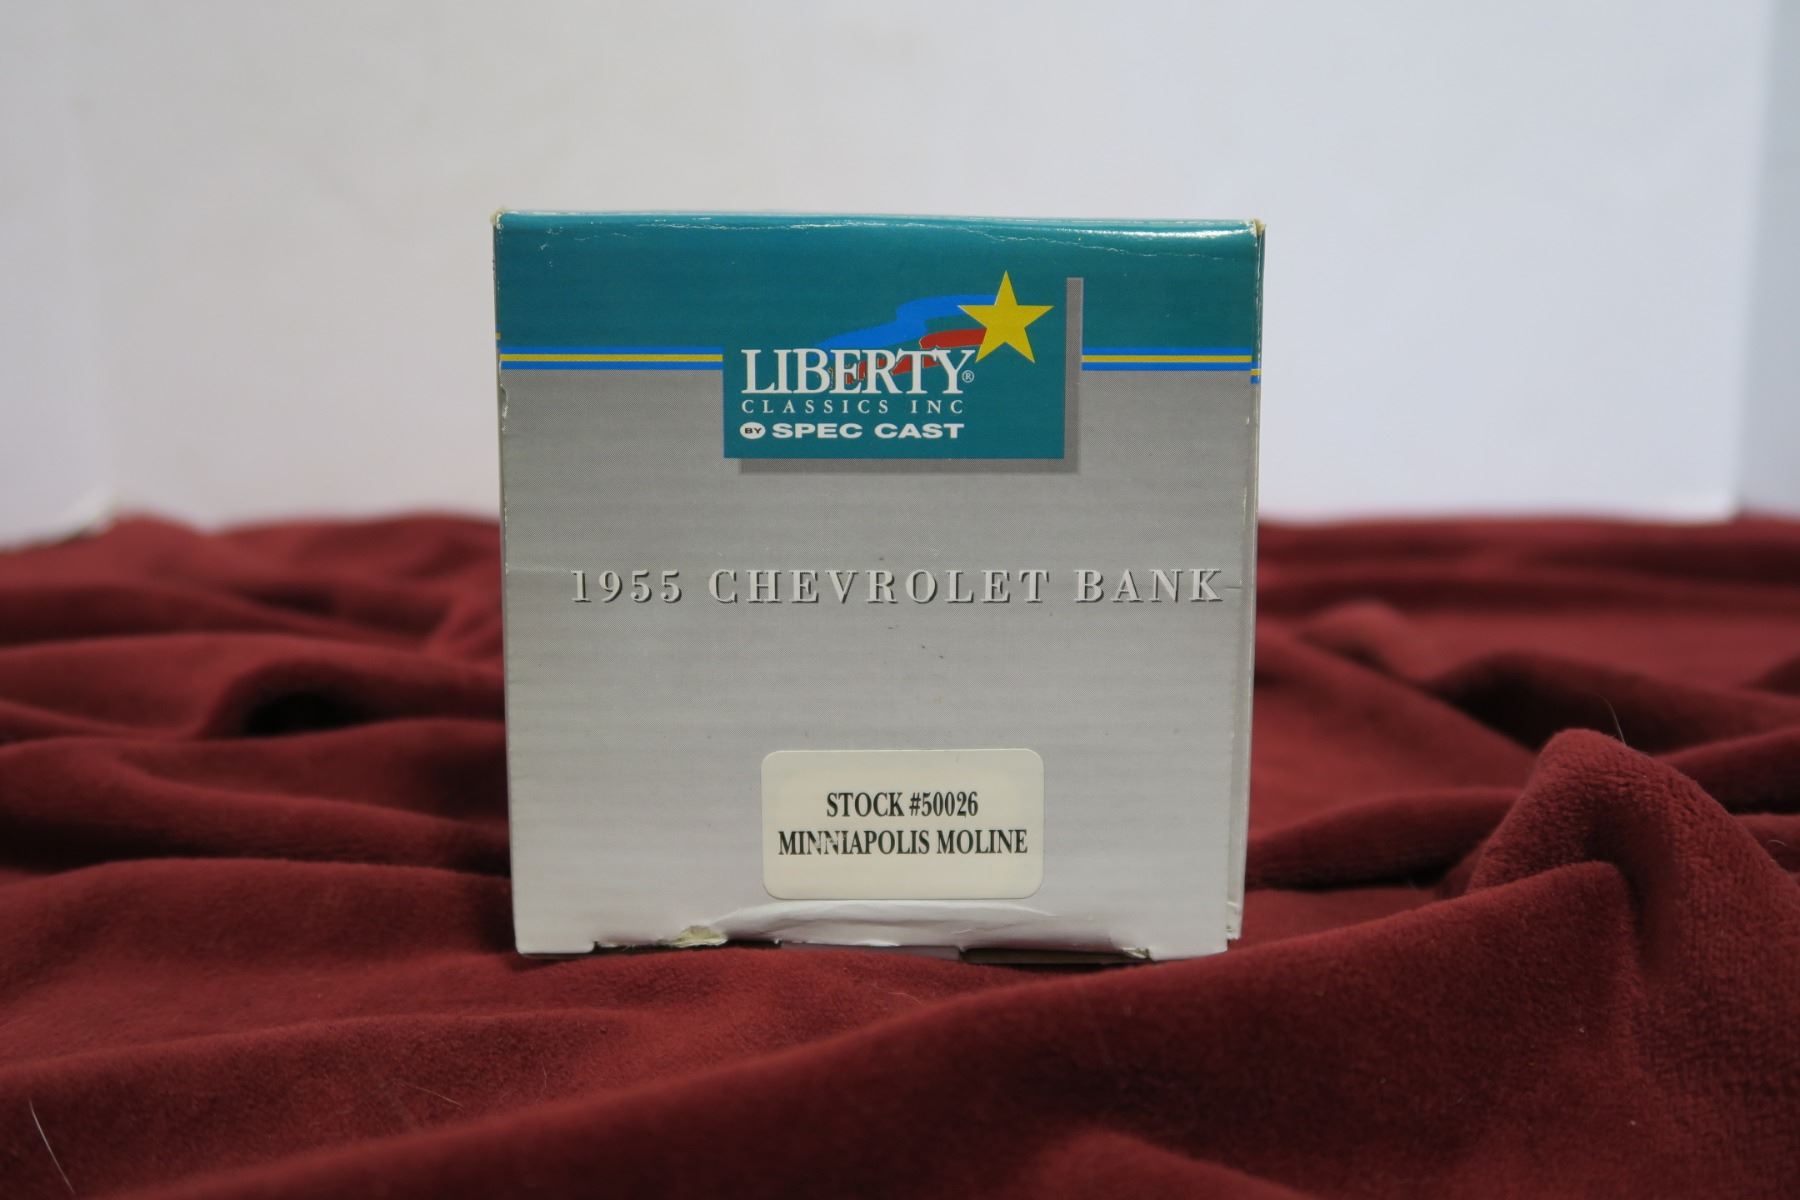 LIBERTY®
CLASSICS INC
BY SPEC CAST
1955 CHEVROLET BANK
STOCK #50026
MINNIAPOLIS MOLINE